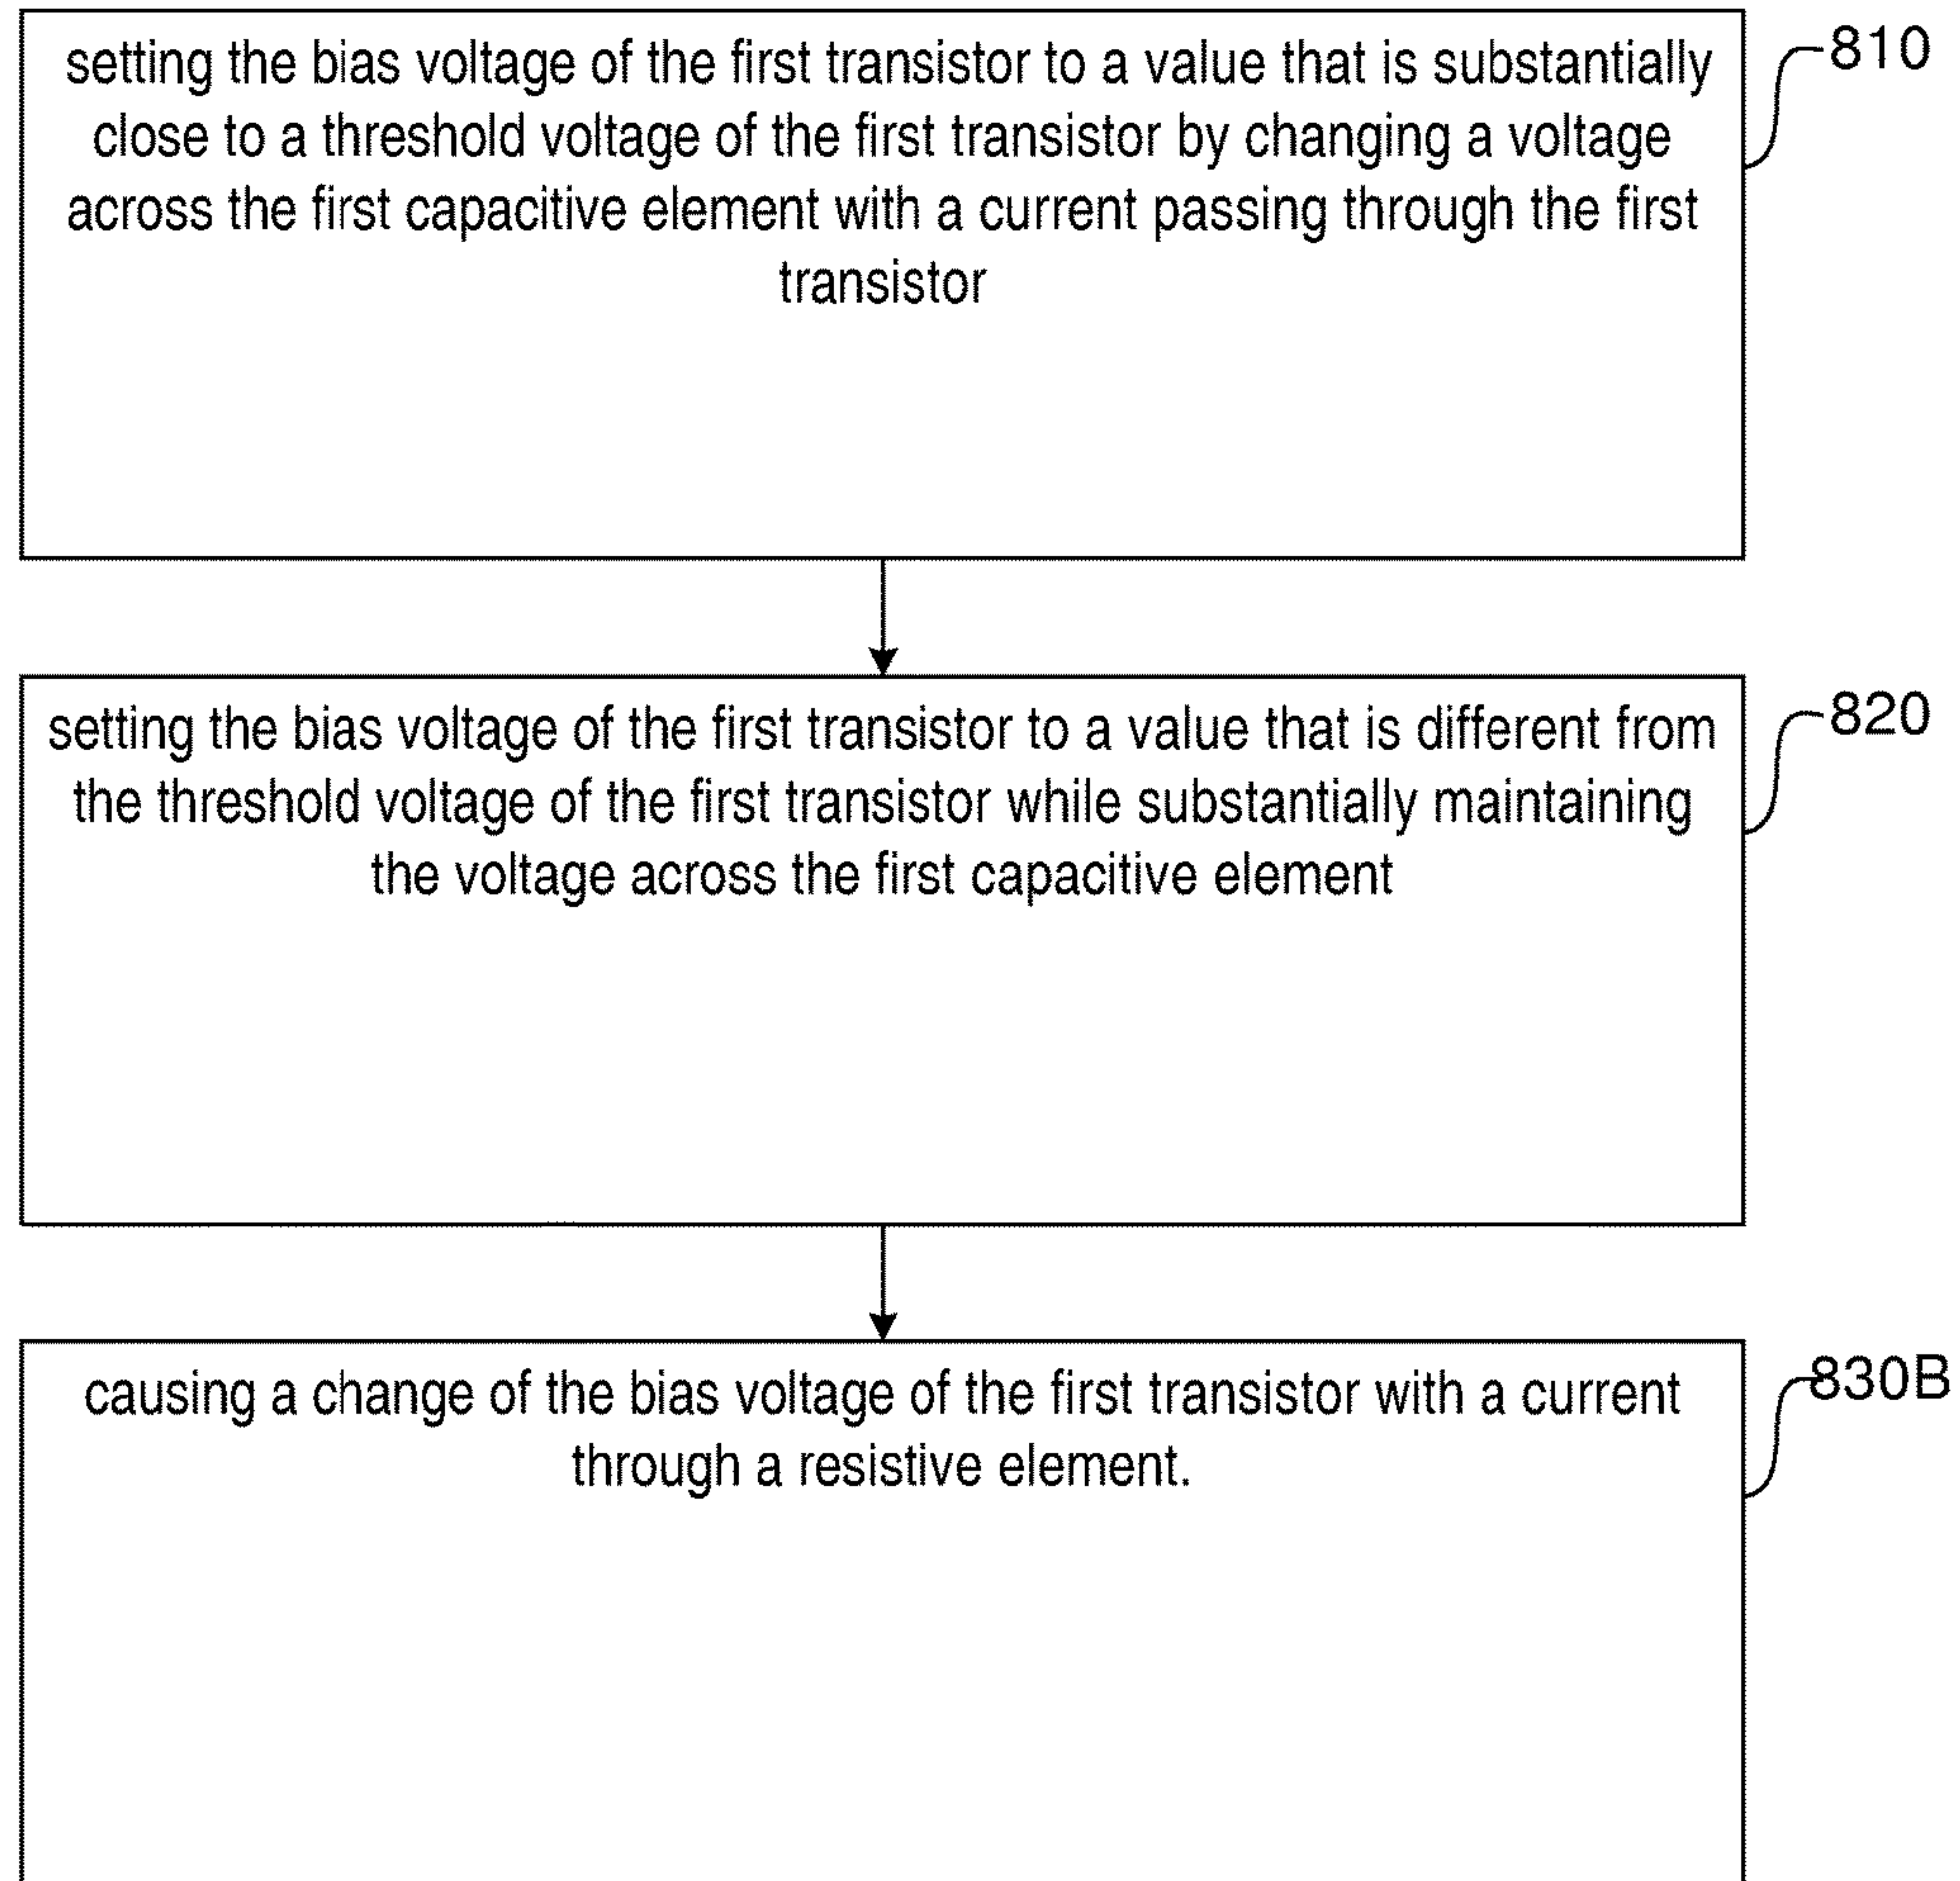 setting the bias voltage of the first transistor to a value that is substantially
close to a threshold voltage of the first transistor by changing a voltage
across the first capacitive element with a current passing through the first
transistor
810
setting the bias voltage of the first transistor to a value that is different from
the threshold voltage of the first transistor while substantially maintaining
the voltage across the first capacitive element
820
causing a change of the bias voltage of the first transistor with a current
through a resistive element.
830B